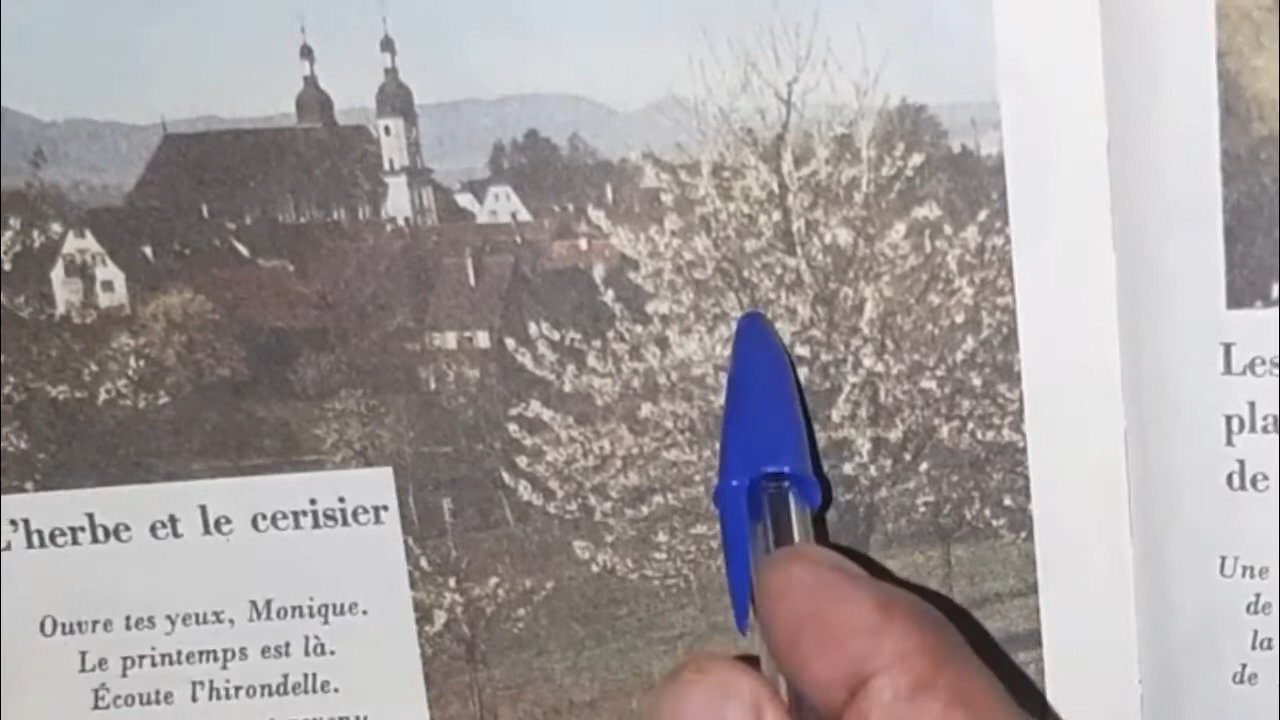 L'herbe et le cerisier
Ouvre tes yeux, Monique.
Le printemps est là.
Écoute l'hirondelle.
Les
pla
de
Une
de
la
de